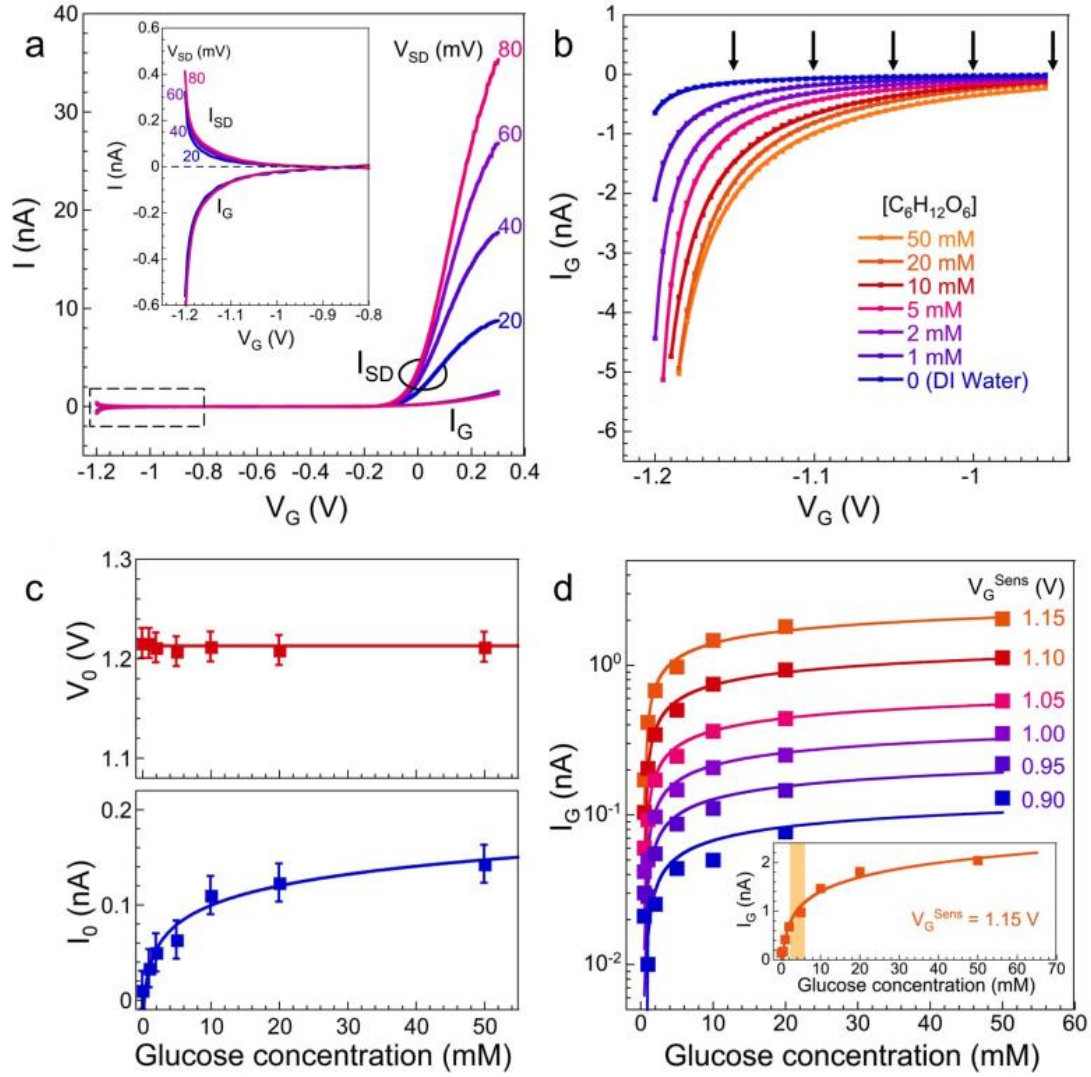 a
40
30
20
10
0
I (nA)
-1.2 -1 -0.8 -0.6 -0.4 -0.2 0 0.2 0.4
V_G (V)
V_SD (mV)
80
60
40
20
I_SD
I_G
0.6
0.4
0.2
0
-0.2
-0.4
-0.6
I (nA)
V_SD (mV)
80
60
40
20
I_SD
I_G
-1.2 -1.1 -1 -0.9 -0.8
V_G (V)
b
1
0
-1
-2
-3
-4
-5
-6
I_G (nA)
[C₆H₁₂O₆]
50 mM
20 mM
10 mM
5 mM
2 mM
1 mM
0 (DI Water)
-1.2 -1.1 -1
V_G (V)
c
1.3
1.2
1.1
V₀ (V)
0.2
0.1
0
I₀ (nA)
0 10 20 30 40 50
Glucose concentration (mM)
d
V_G^Sens (V)
1.15
1.10
1.05
1.00
0.95
0.90
10⁰
10⁻¹
10⁻²
I_G (nA)
2
1
0
I_G (nA)
V_G^Sens = 1.15 V
0 10 20 30 40 50 60 70
Glucose concentration (mM)
0 10 20 30 40 50 60
Glucose concentration (mM)